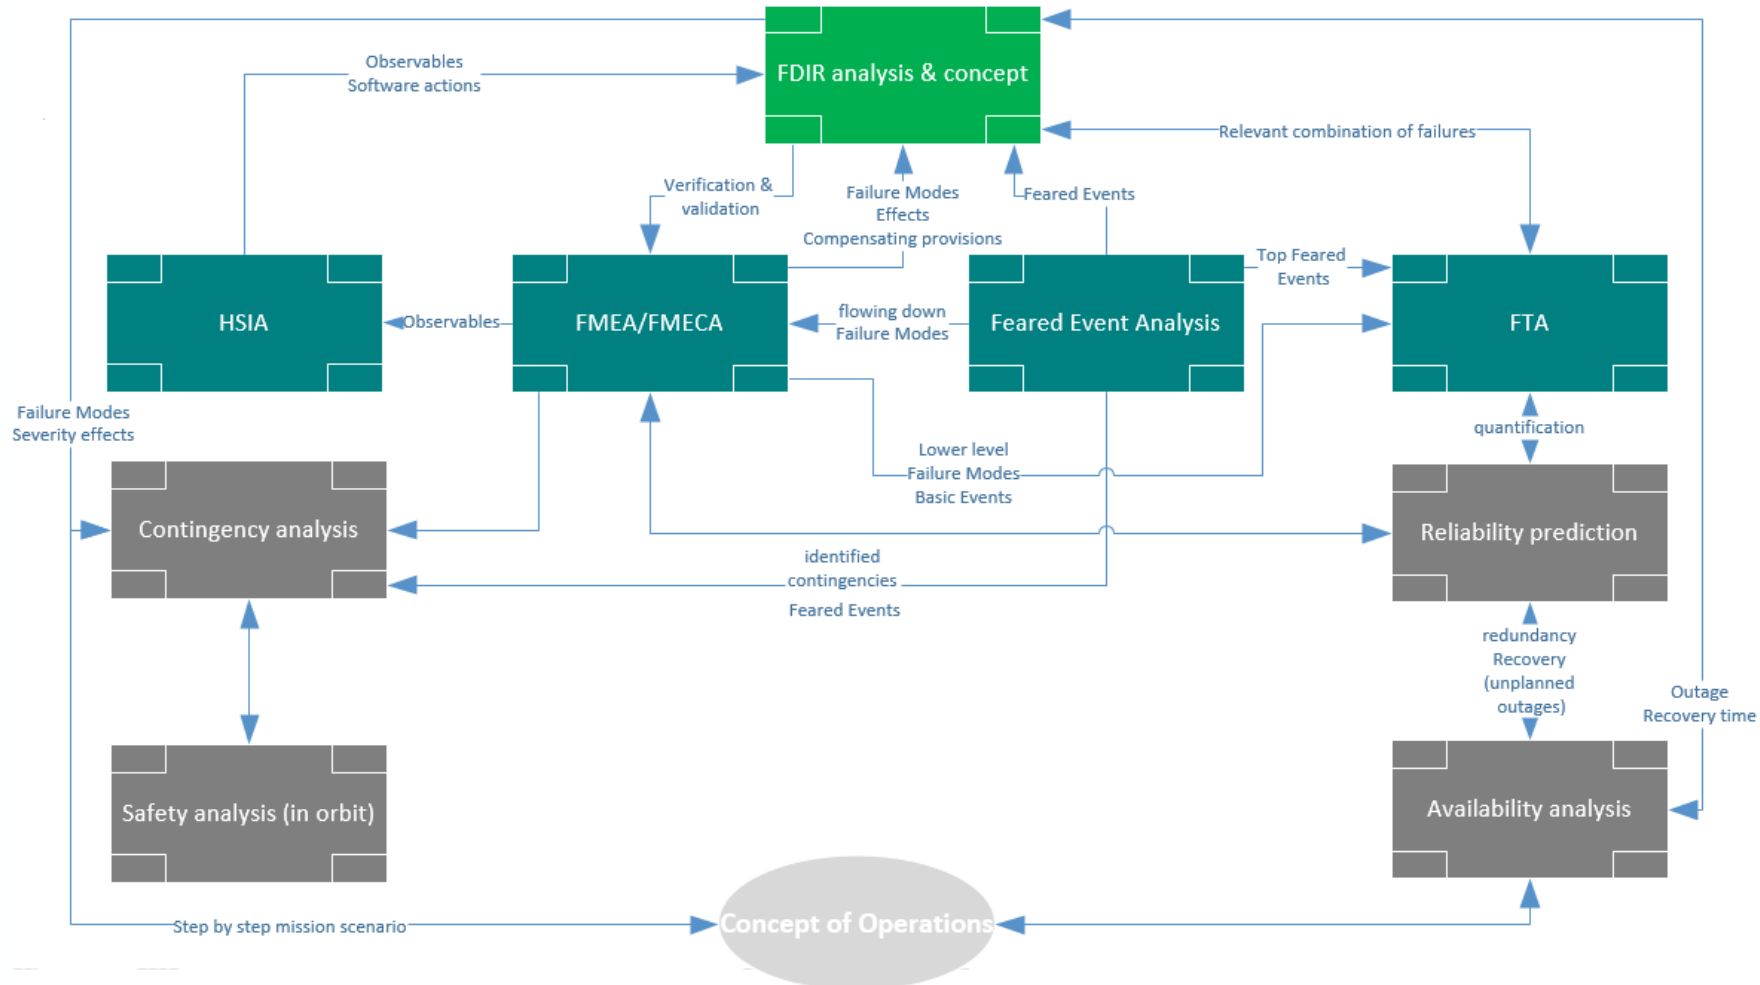 FDIR analysis & concept
Observables
Software actions
Relevant combination of failures
Verification &
validation
Failure Modes
Effects
Compensating provisions
Feared Events
Top Feared
Events
HSIA
Observables
FMEA/FMECA
flowing down
Failure Modes
Feared Event Analysis
FTA
Failure Modes
Severity effects
quantification
Lower level
Failure Modes
Basic Events
Contingency analysis
Reliability prediction
identified
contingencies
Feared Events
redundancy
Recovery
(unplanned
outages)
Outage
Recovery time
Safety analysis (in orbit)
Availability analysis
Step by step mission scenario
Concept of Operations